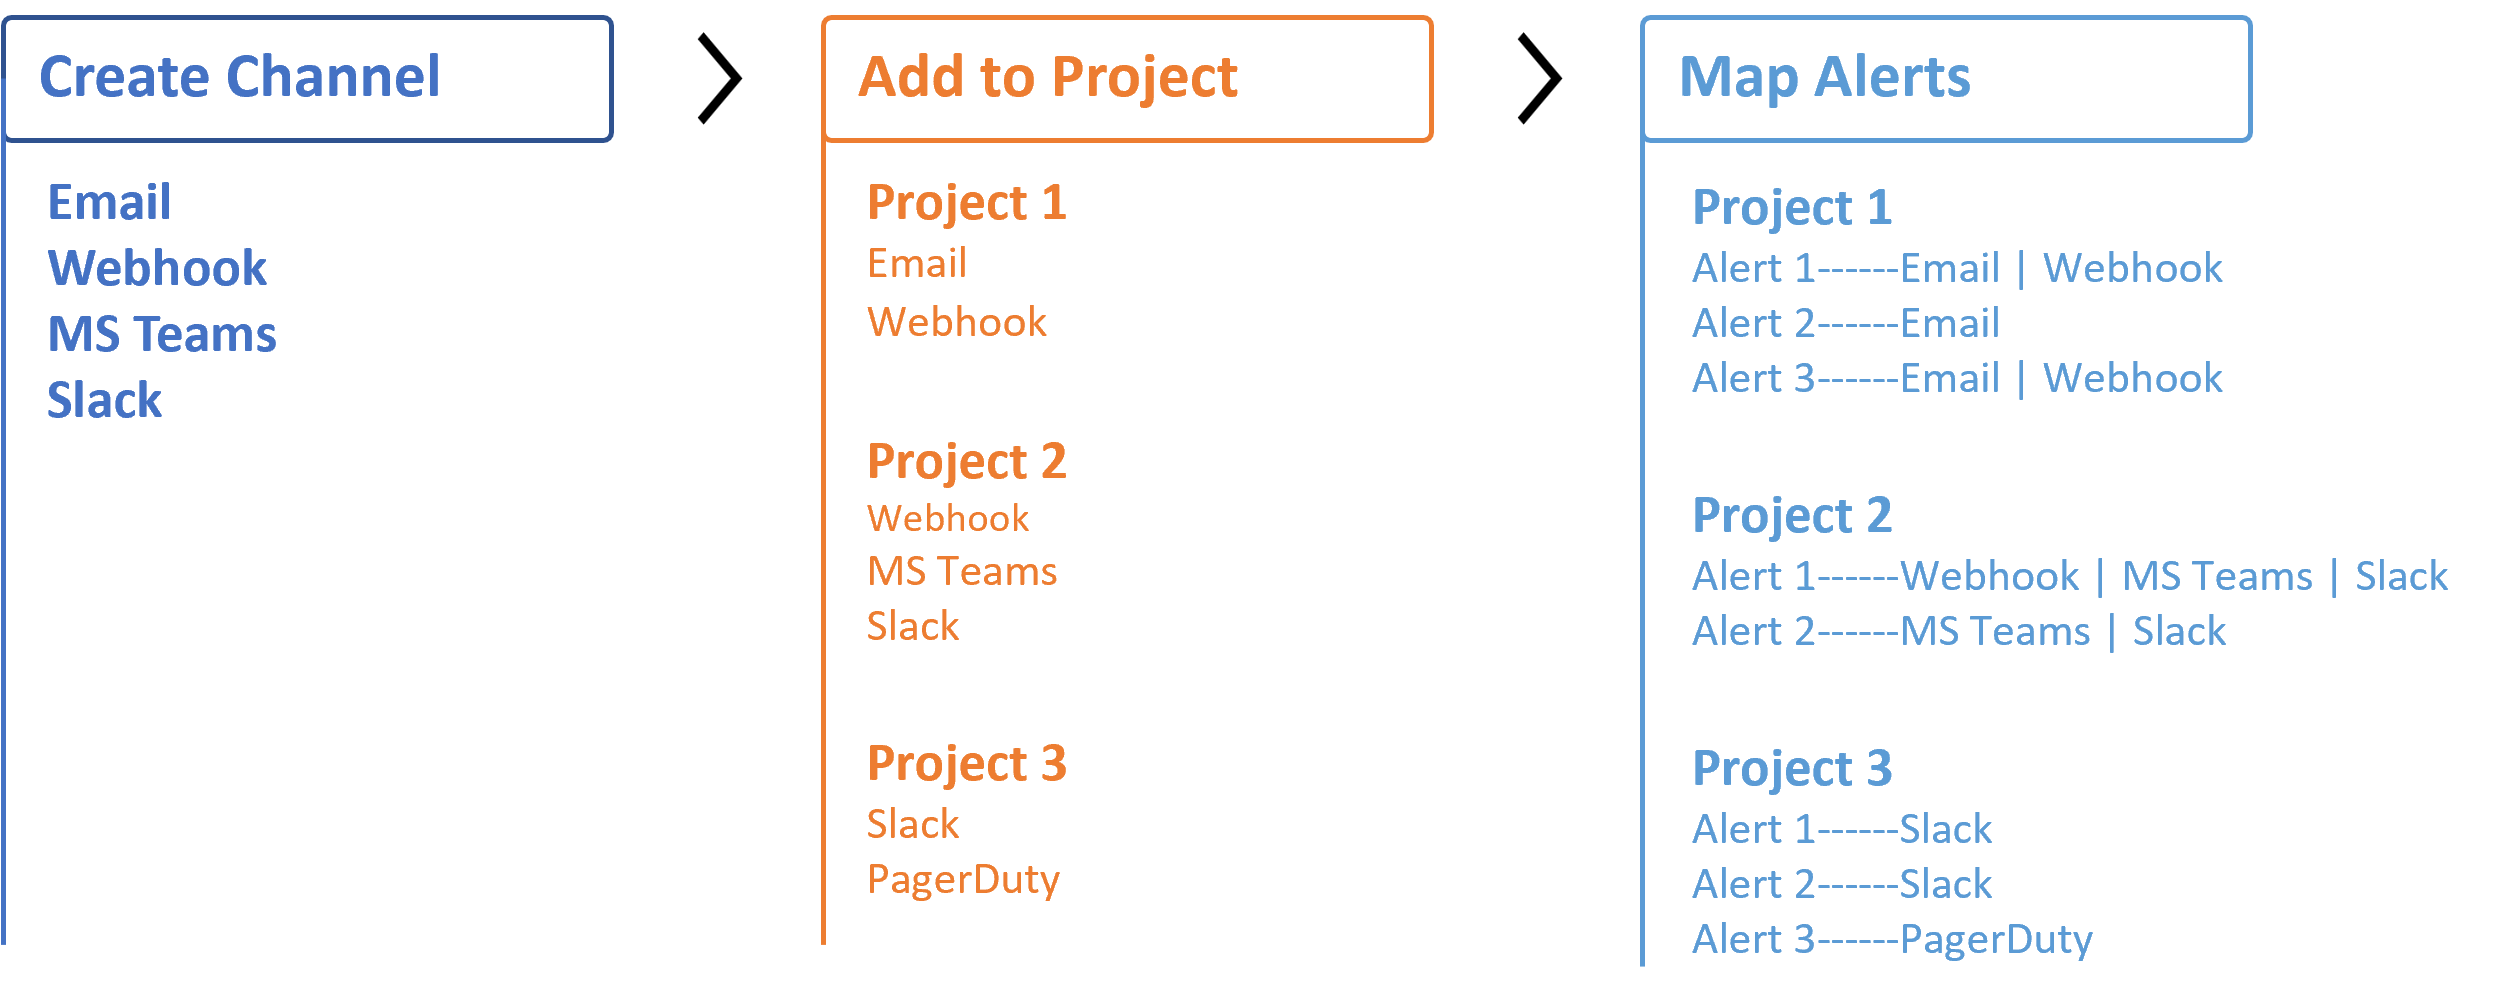 Create Channel
Email
Webhook
MS Teams
Slack
Add to Project
Project 1
Email
Webhook
Project 2
Webhook
MS Teams
Slack
Project 3
Slack
PagerDuty
Map Alerts
Project 1
Alert 1------Email | Webhook
Alert 2------Email
Alert 3------Email | Webhook
Project 2
Alert 1------Webhook | MS Teams | Slack
Alert 2------MS Teams | Slack
Project 3
Alert 1------Slack
Alert 2------Slack
Alert 3------PagerDuty